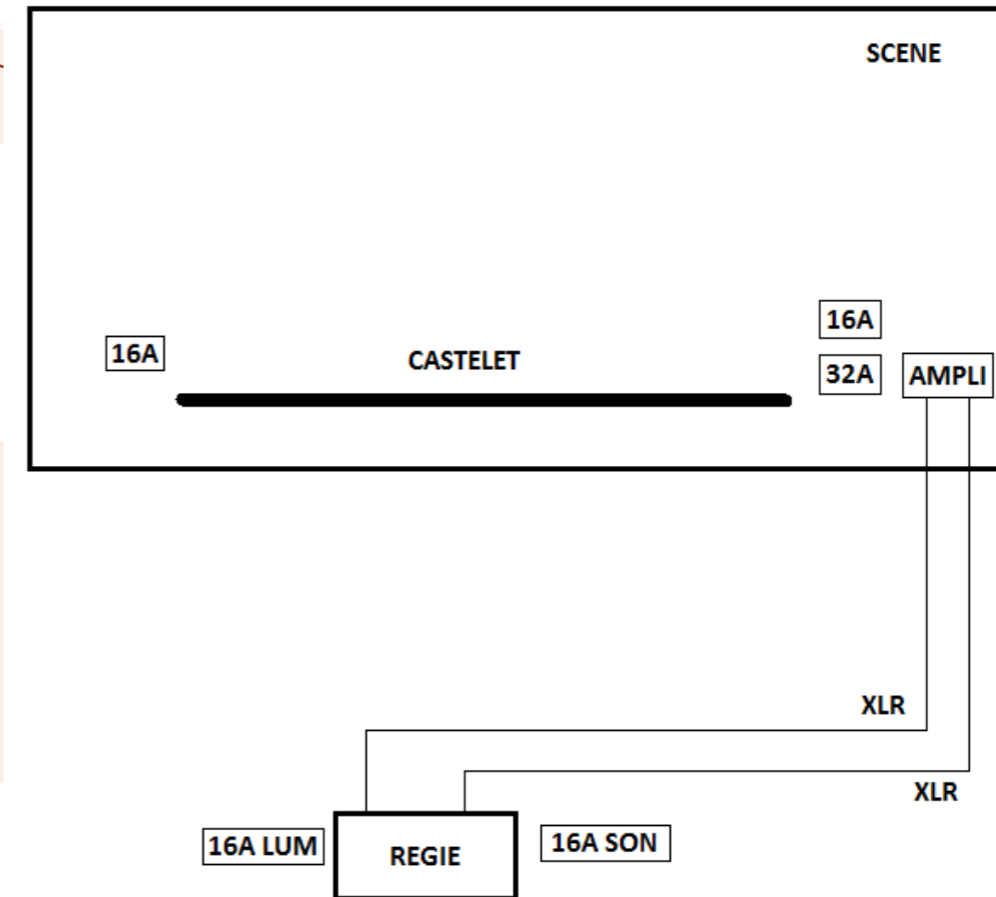 SCENE
16A
16A
CASTELET
32A
AMPLI
XLR
XLR
16A LUM
REGIE
16A SON